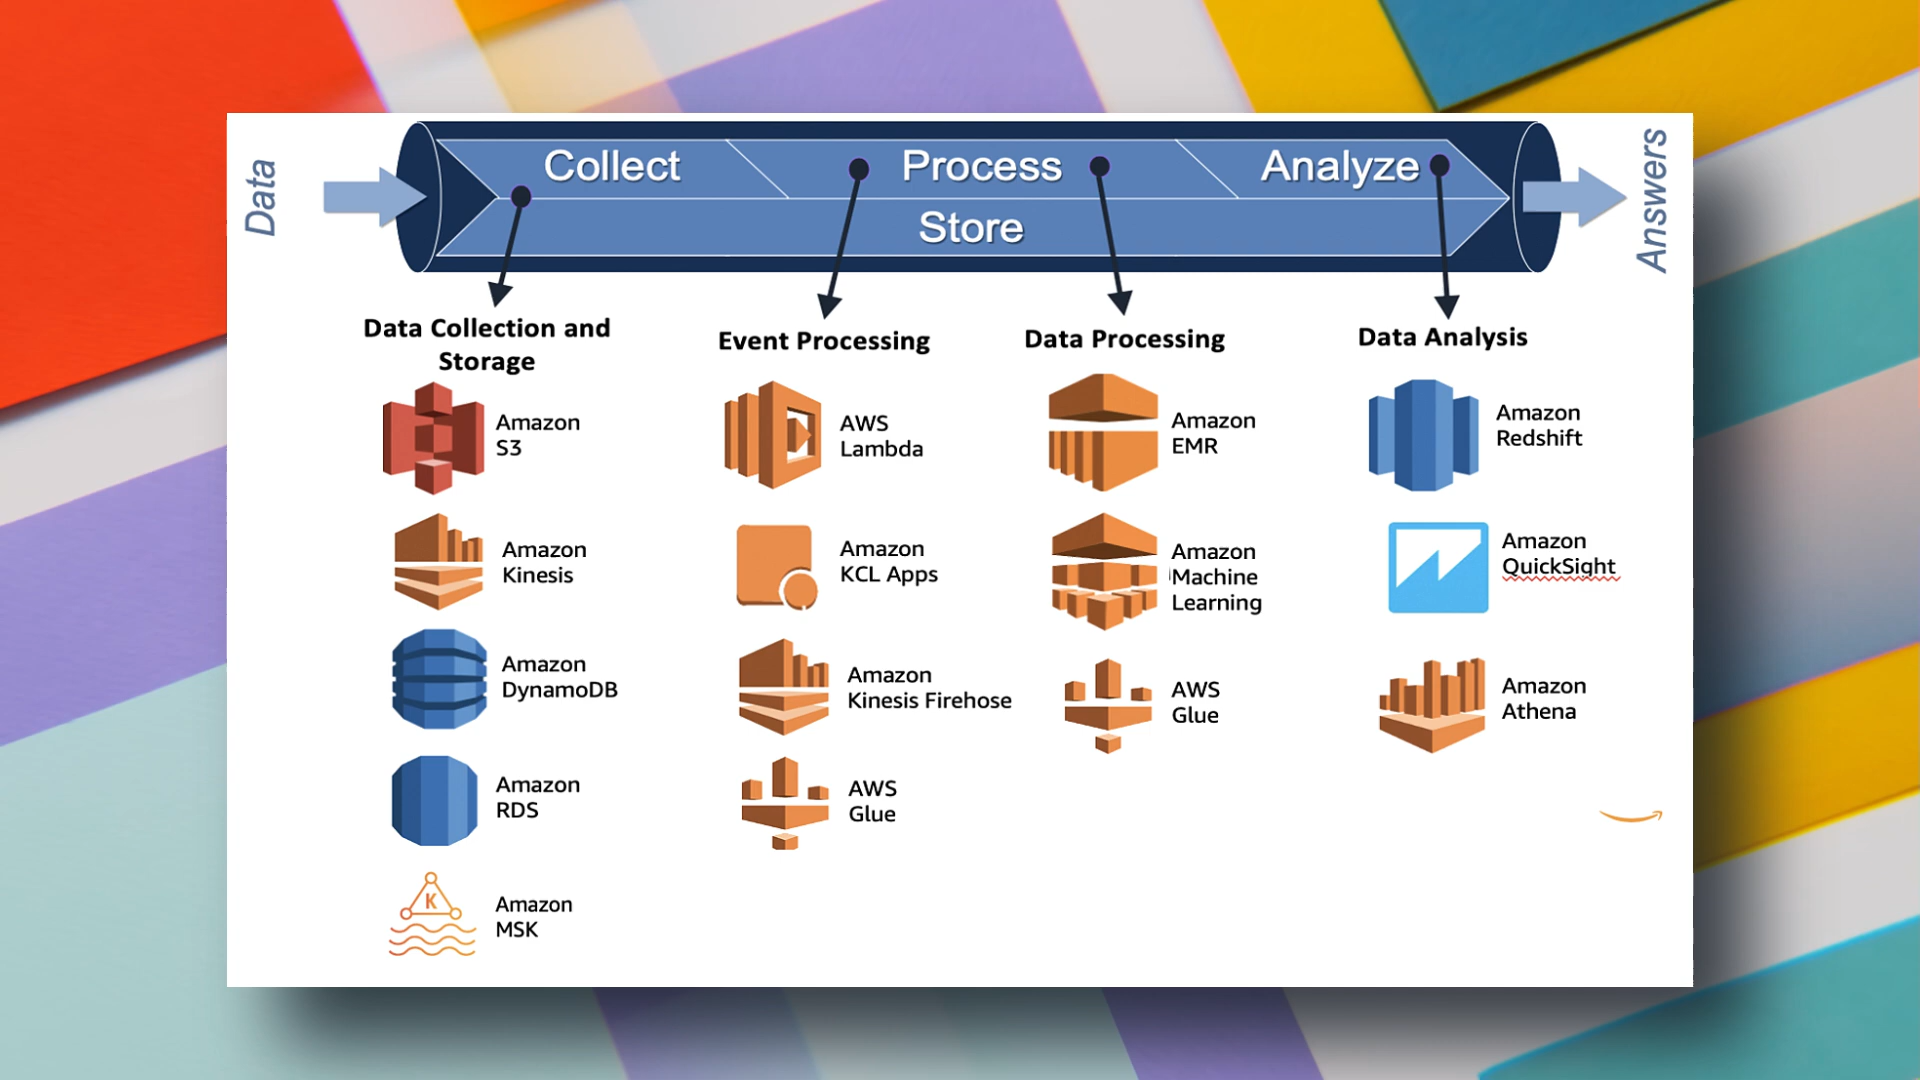 Data
Collect
Process
Analyze
Store
Answers
Data Collection and
Storage
Amazon
S3
Amazon
Kinesis
Amazon
DynamoDB
Amazon
RDS
K
Amazon
MSK
Event Processing
AWS
Lambda
Amazon
KCL Apps
Amazon
Kinesis Firehose
AWS
Glue
Data Processing
Amazon
EMR
Amazon
Machine
Learning
AWS
Glue
Data Analysis
Amazon
Redshift
Amazon
QuickSight
Amazon
Athena